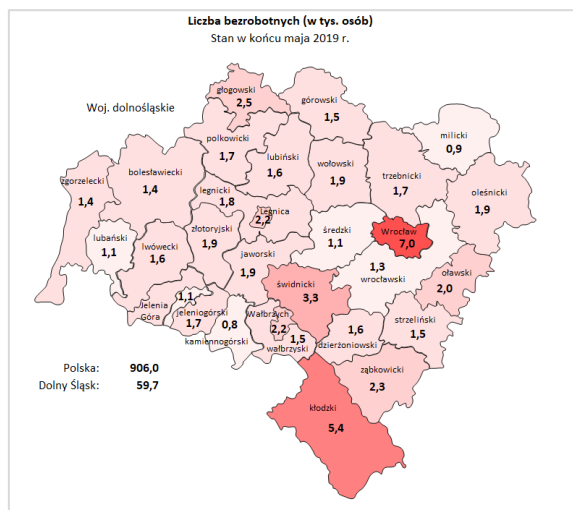 Liczba bezrobotnych (w tys. osób)
Stan w końcu maja 2019 r.
Woj. dolnośląskie
głogowski
2,5
górowski
1,5
milicki
0,9
polkowicki
1,7
lubiński
1,6
wołowski
1,9
trzebnicki
1,7
oleśnicki
1,9
zgorzelecki
1,4
bolesławiecki
1,4
legnicki
1,8
Legnica
2,2
lubański
1,1
lwówecki
1,6
złotoryjski
1,9
jaworski
1,9
średzki
1,1
Wrocław
7,0
1,3
wrocławski
oławski
2,0
świdnicki
3,3
Jelenia
Góra
1,1
jeleniogórski
1,7
0,8
kamiennogórski
Wałbrzych
2,2
1,5
wałbrzyski
1,6
dzierżoniowski
strzeliński
1,5
ząbkowicki
2,3
kłodzki
5,4
Polska: 906,0
Dolny Śląsk: 59,7